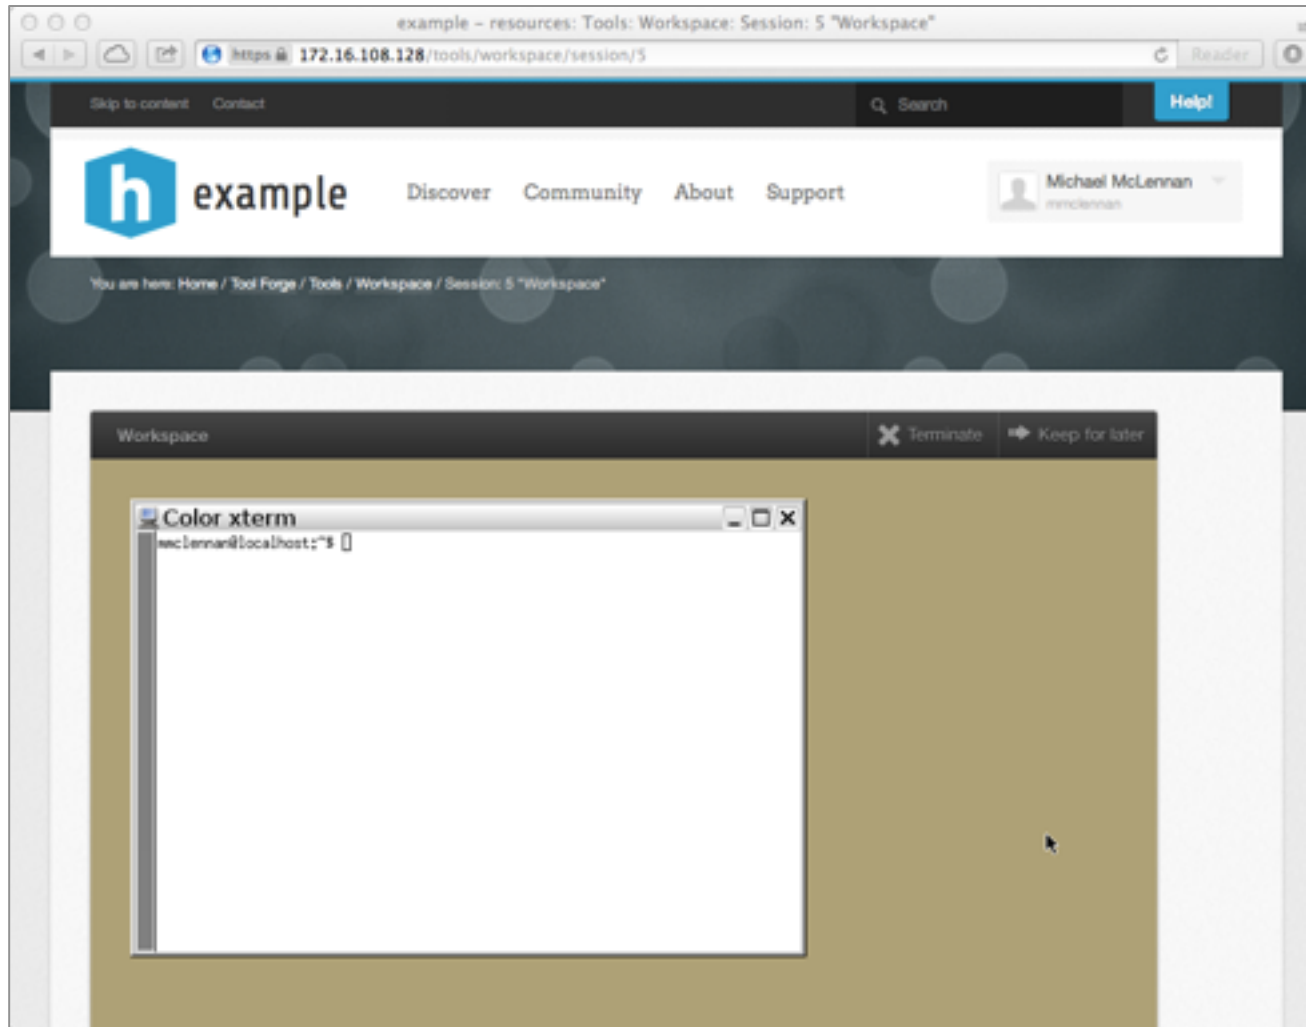 example – resources: Tools: Workspace: Session: 5 "Workspace"
https 172.16.108.128/tools/workspace/session/5 Reader
Skip to content Contact Search Help!
h example Discover Community About Support Michael McLennan
mmclennan
You are here: Home / Tool Forge / Tools / Workspace / Session: 5 "Workspace"
Workspace Terminate Keep for later
Color xterm
mmclennan@localhost:~$